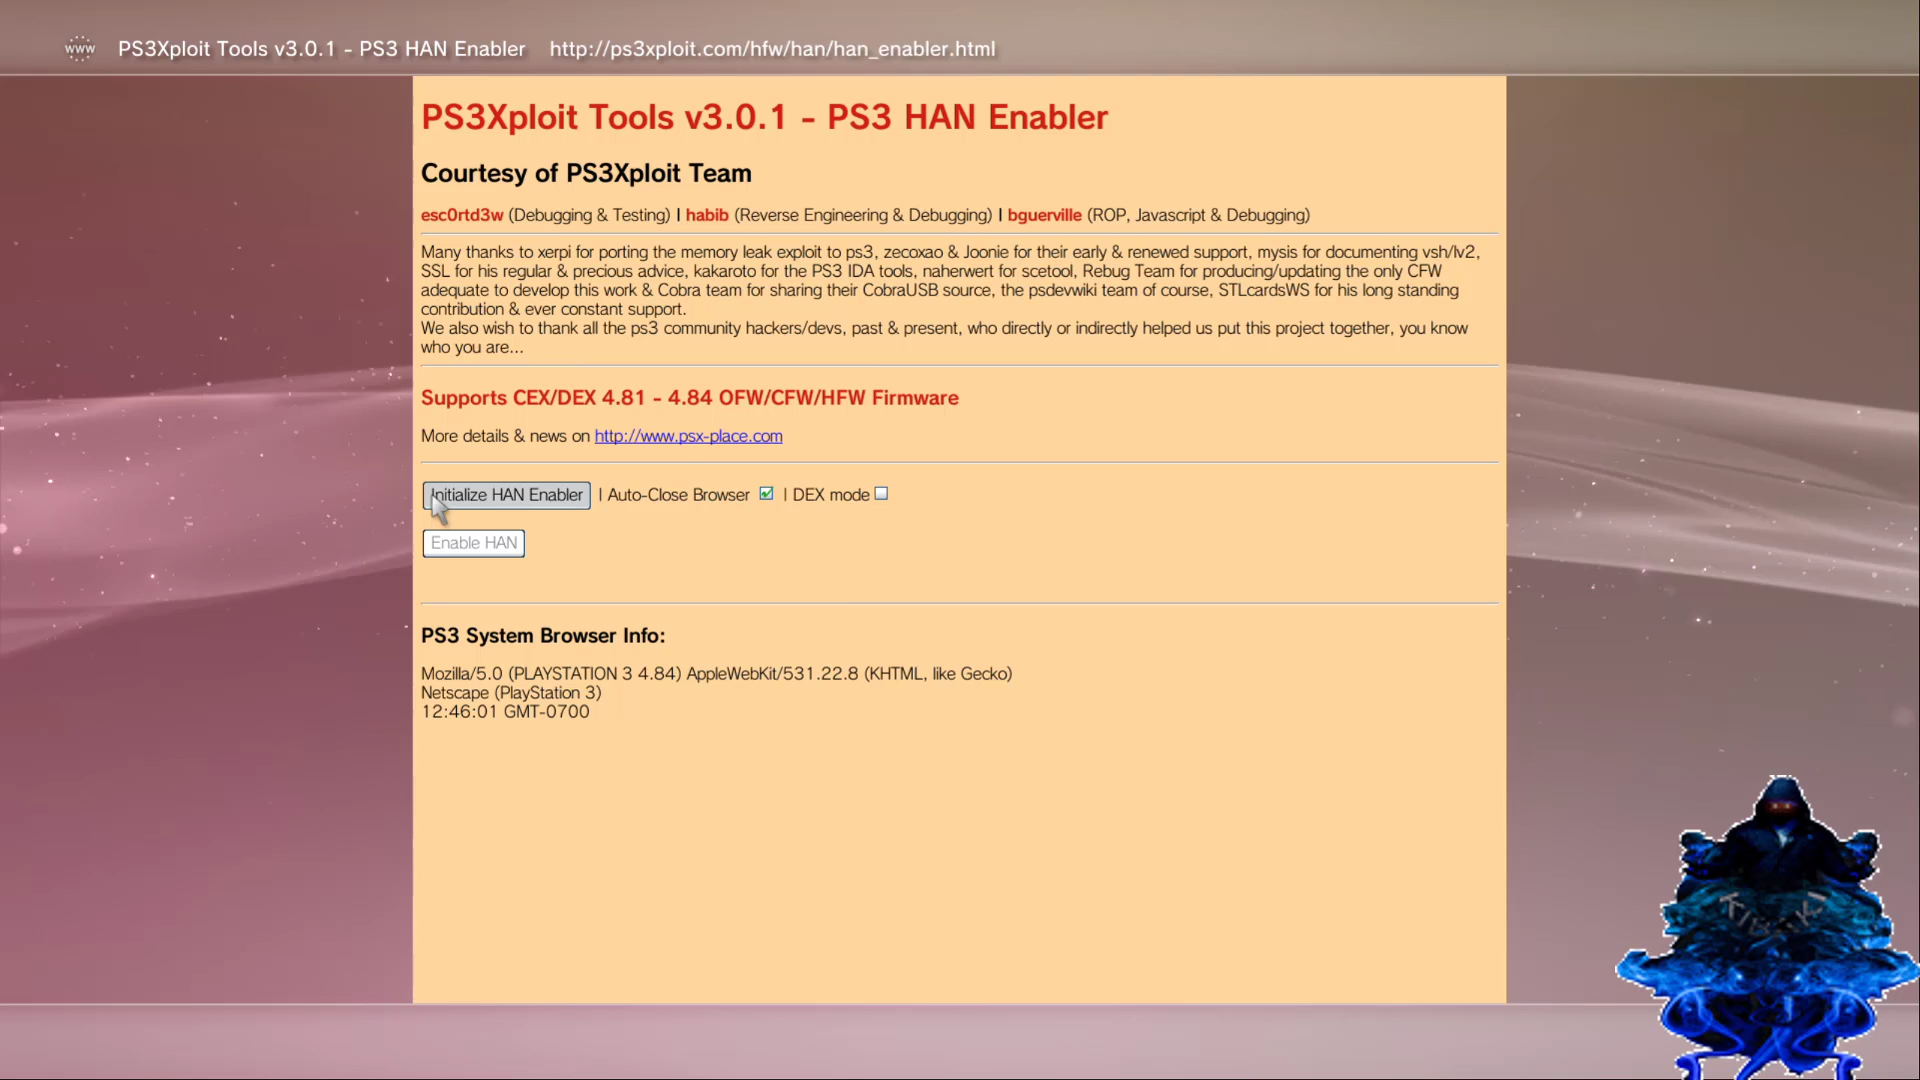 www PS3Xploit Tools v3.0.1 - PS3 HAN Enabler http://ps3xploit.com/hfw/han/han_enabler.html
PS3Xploit Tools v3.0.1 - PS3 HAN Enabler
Courtesy of PS3Xploit Team
esc0rtd3w (Debugging & Testing) | habib (Reverse Engineering & Debugging) | bguerville (ROP, Javascript & Debugging)
Many thanks to xerpi for porting the memory leak exploit to ps3, zecoxao & Joonie for their early & renewed support, mysis for documenting vsh/lv2,
SSL for his regular & precious advice, kakaroto for the PS3 IDA tools, naherwert for scetool, Rebug Team for producing/updating the only CFW
adequate to develop this work & Cobra team for sharing their CobraUSB source, the psdevwiki team of course, STLcardsWS for his long standing
contribution & ever constant support.
We also wish to thank all the ps3 community hackers/devs, past & present, who directly or indirectly helped us put this project together, you know
who you are...
Supports CEX/DEX 4.81 - 4.84 OFW/CFW/HFW Firmware
More details & news on http://www.psx-place.com
Initialize HAN Enabler | Auto-Close Browser | DEX mode
Enable HAN
PS3 System Browser Info:
Mozilla/5.0 (PLAYSTATION 3 4.84) AppleWebKit/531.22.8 (KHTML, like Gecko)
Netscape (PlayStation 3)
12:46:01 GMT-0700